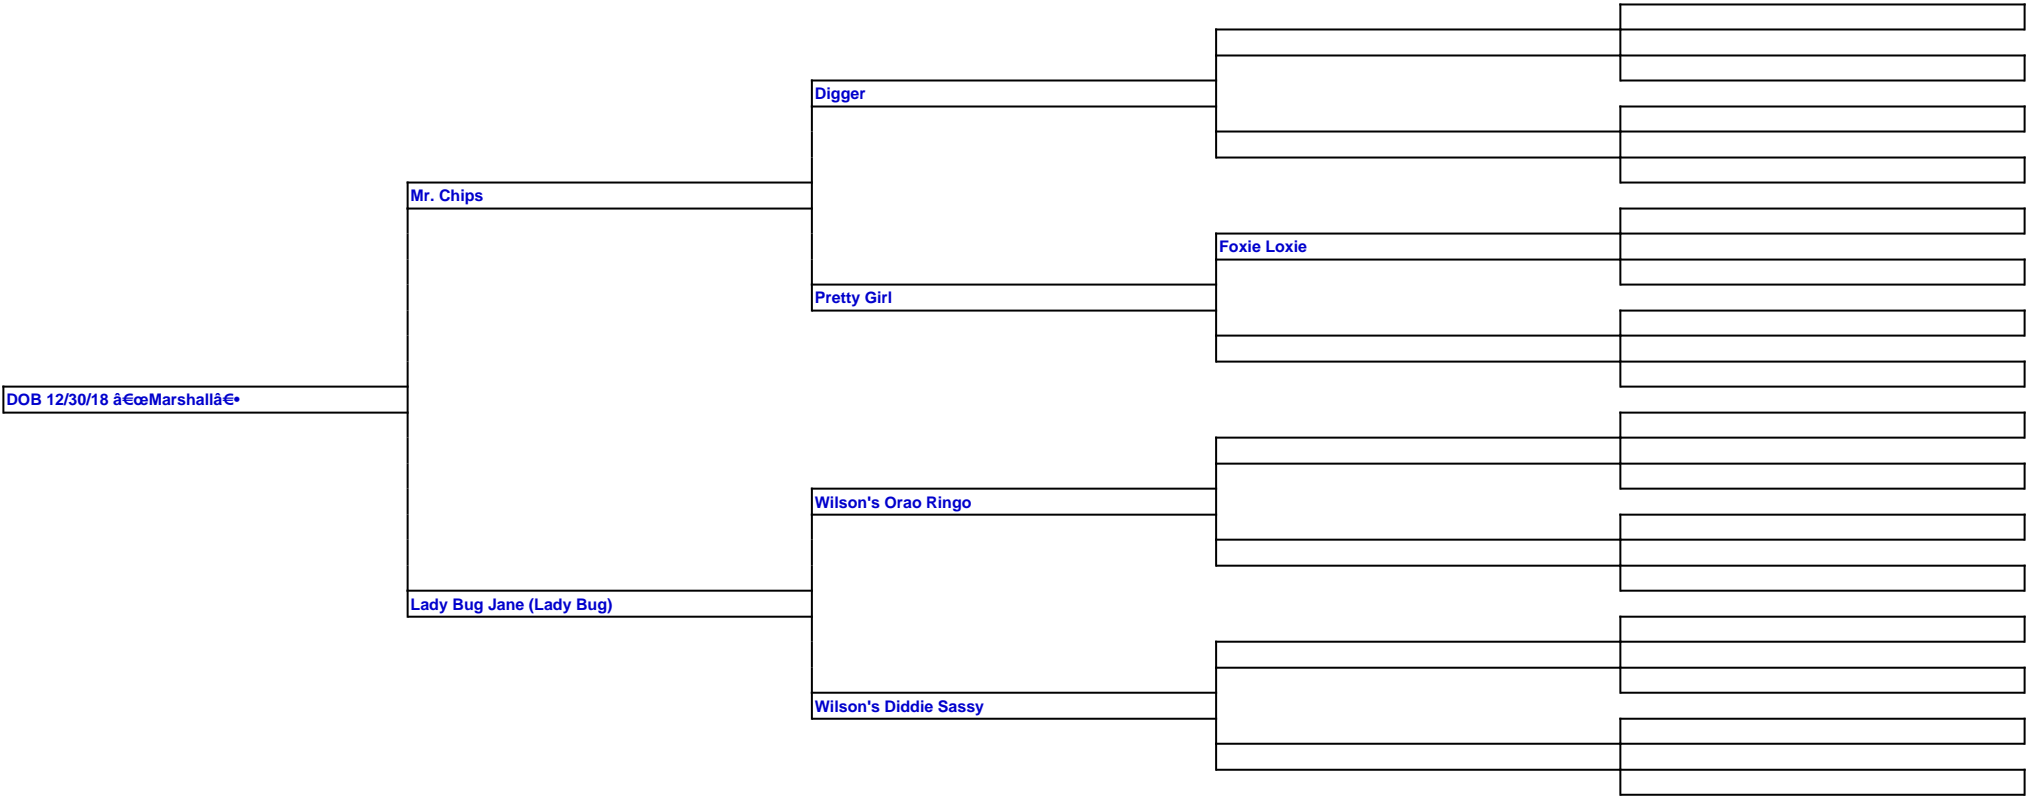 Digger
Mr. Chips
Foxie Loxie
Pretty Girl
DOB 12/30/18 â€œMarshallâ€•
Wilson's Orao Ringo
Lady Bug Jane (Lady Bug)
Wilson's Diddie Sassy